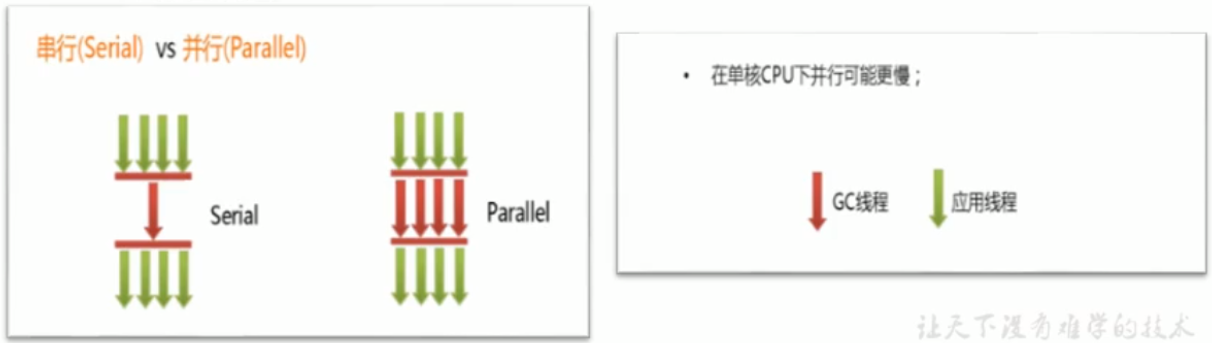 串行(Serial) vs 并行(Parallel)
Serial
Parallel
• 在单核CPU下并行可能更慢；
GC线程
应用线程
让天下没有难学的技术